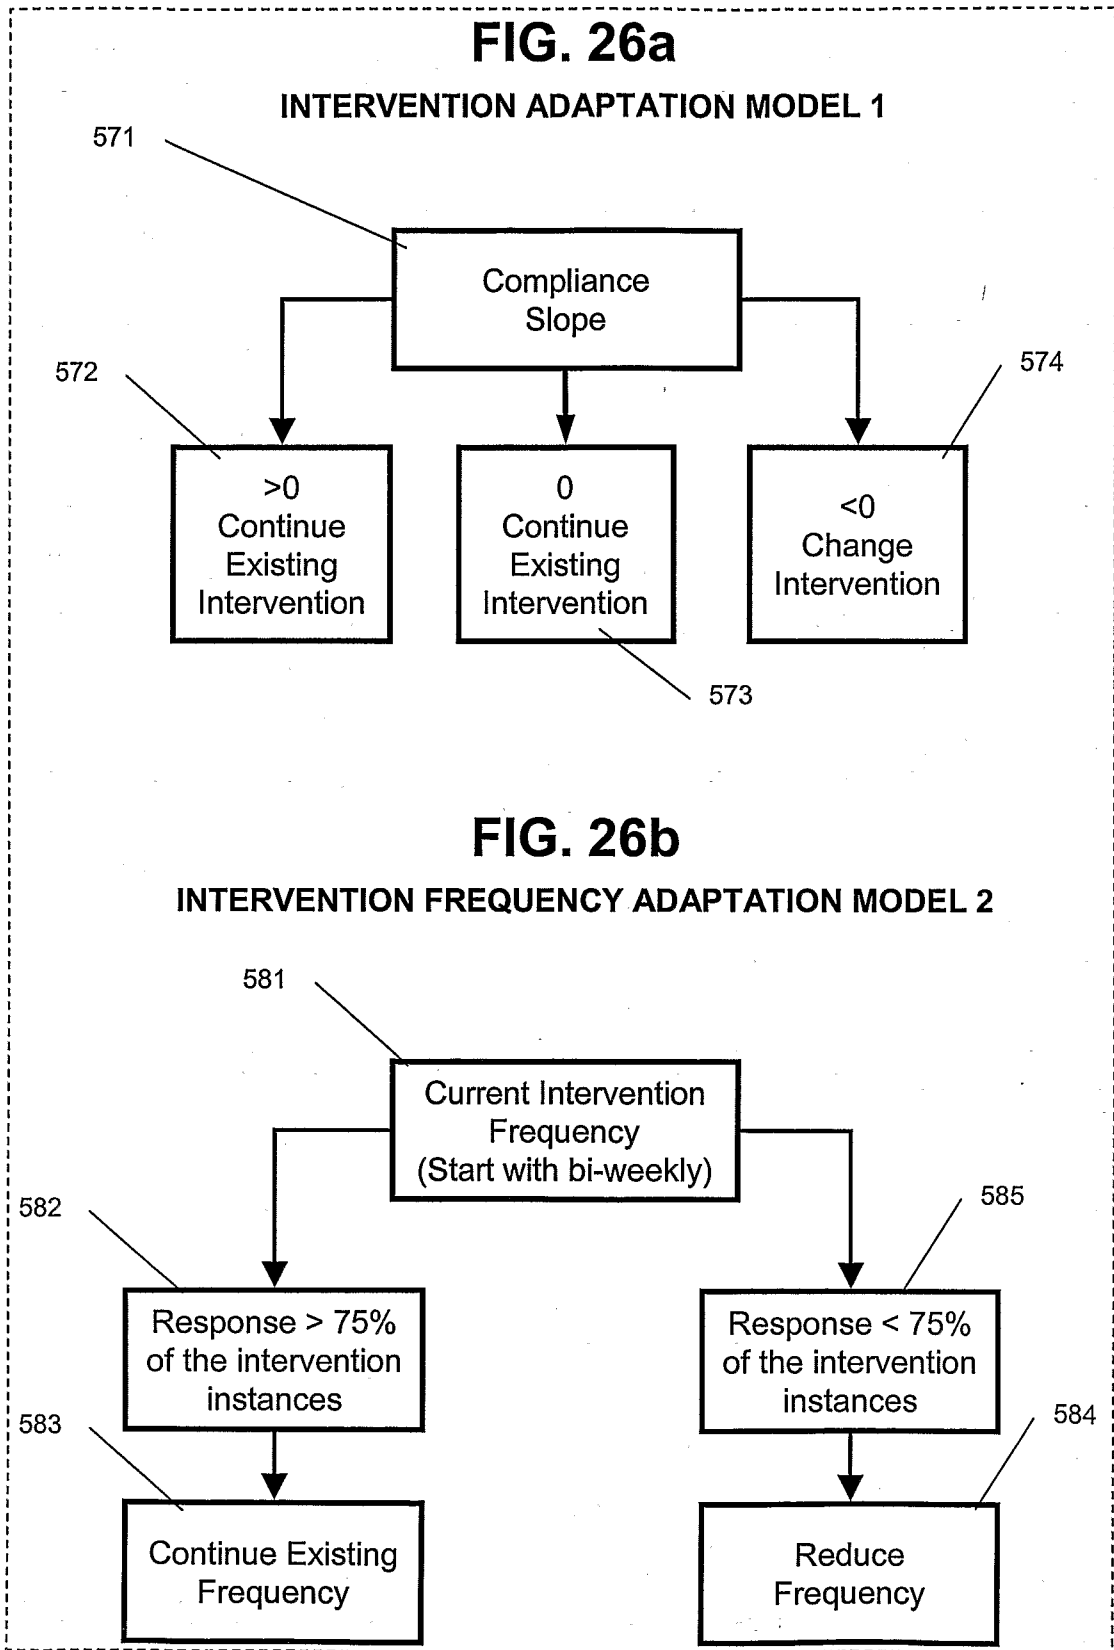 FIG. 26a
INTERVENTION ADAPTATION MODEL 1
571
Compliance
Slope
572
574
>0
Continue
Existing
Intervention
0
Continue
Existing
Intervention
<0
Change
Intervention
573
FIG. 26b
INTERVENTION FREQUENCY ADAPTATION MODEL 2
581
Current Intervention
Frequency
(Start with bi-weekly)
582
585
Response > 75%
of the intervention
instances
Response < 75%
of the intervention
instances
583
584
Continue Existing
Frequency
Reduce
Frequency